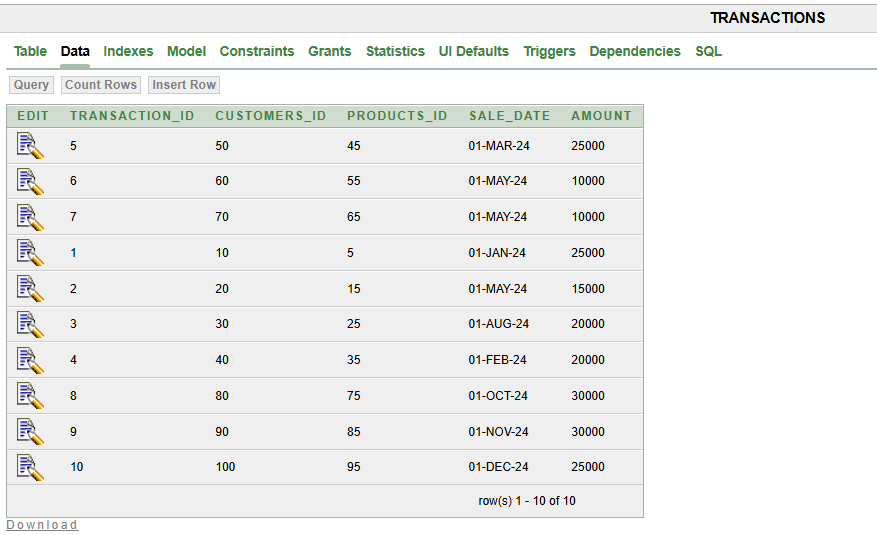 TRANSACTIONS
Table Data Indexes Model Constraints Grants Statistics UI Defaults Triggers Dependencies SQL
Query Count Rows Insert Row
EDIT TRANSACTION_ID CUSTOMERS_ID PRODUCTS_ID SALE_DATE AMOUNT
5 50 45 01-MAR-24 25000
6 60 55 01-MAY-24 10000
7 70 65 01-MAY-24 10000
1 10 5 01-JAN-24 25000
2 20 15 01-MAY-24 15000
3 30 25 01-AUG-24 20000
4 40 35 01-FEB-24 20000
8 80 75 01-OCT-24 30000
9 90 85 01-NOV-24 30000
10 100 95 01-DEC-24 25000
row(s) 1 - 10 of 10
Download